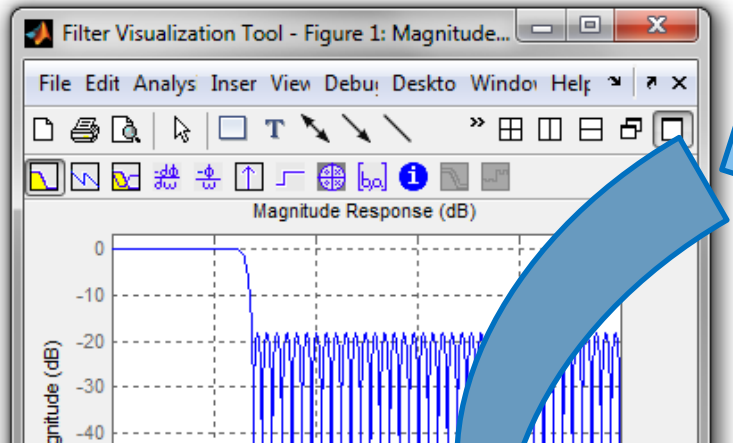 Filter Visualization Tool - Figure 1: Magnitude...
File Edit Analys Inser View Debu Deskto Window Help
T
[b,a]
Magnitude Response (dB)
0
-10
-20
-30
-40
gnitude (dB)